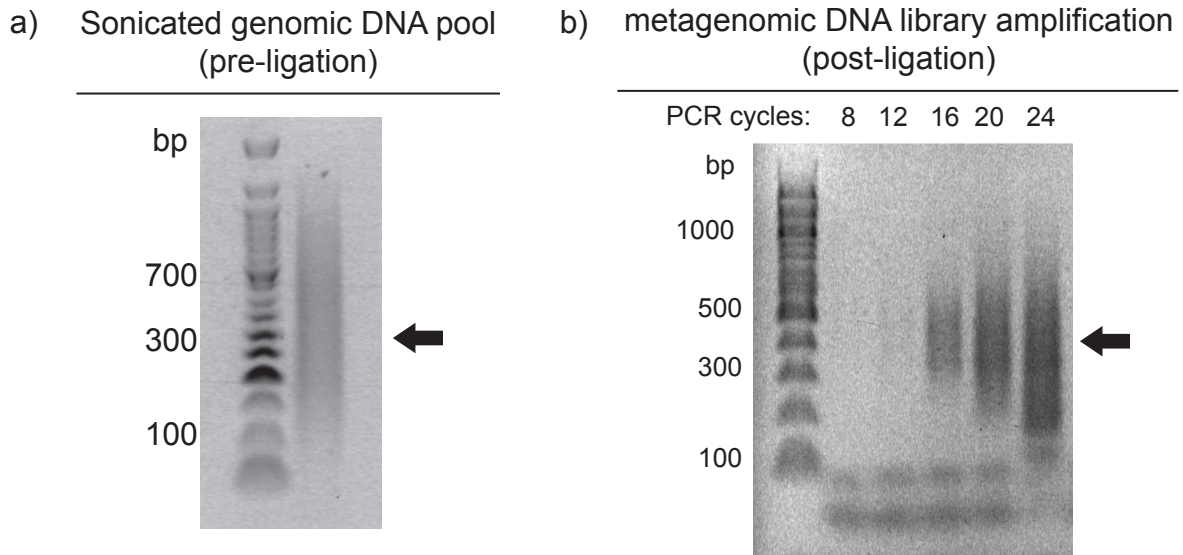 a) Sonicated genomic DNA pool
(pre-ligation)
bp
700
300
100
b) metagenomic DNA library amplification
(post-ligation)
PCR cycles: 8 12 16 20 24
bp
1000
500
300
100